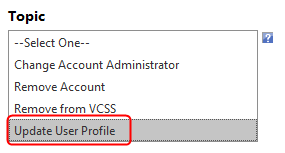 Topic
?
--Select One--
Change Account Administrator
Remove Account
Remove from VCSS
Update User Profile